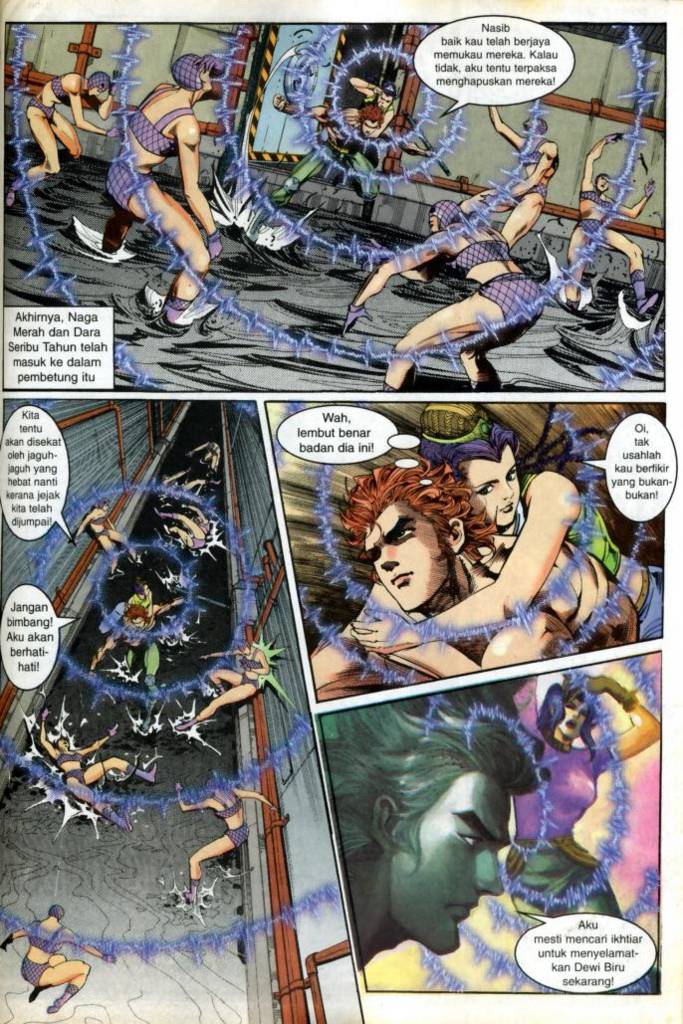 Nasib
baik kau telah berjaya
memukau mereka. Kalau
tidak, aku tentu terpaksa
menghapuskan mereka!
Akhirnya, Naga
Merah dan Dara
Seribu Tahun telah
masuk ke dalam
pembetung itu
Kita
tentu
akan disekat
oleh jaguh-
jaguh yang
hebat nanti
kerana jejak
kita telah
dijumpai!
Jangan
bimbang!
Aku akan
berhati-
hati!
Wah,
lembut benar
badan dia ini!
Oi,
tak
usahlah
kau berfikir
yang bukan-
bukan!
Aku
mesti mencari ikhtiar
untuk menyelamat-
kan Dewi Biru
sekarang!